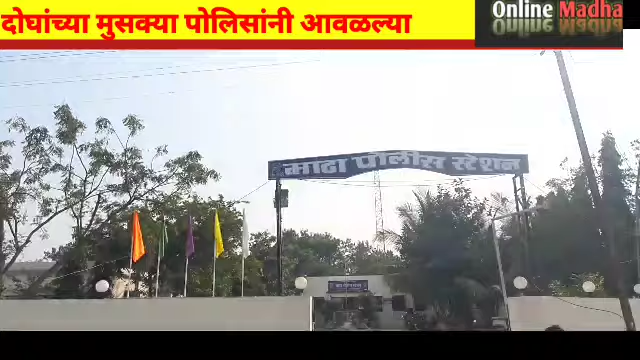 दोघांच्या मुसक्या पोलिसांनी आवळल्या
Online Madha
माढा पोलीस स्टेशन